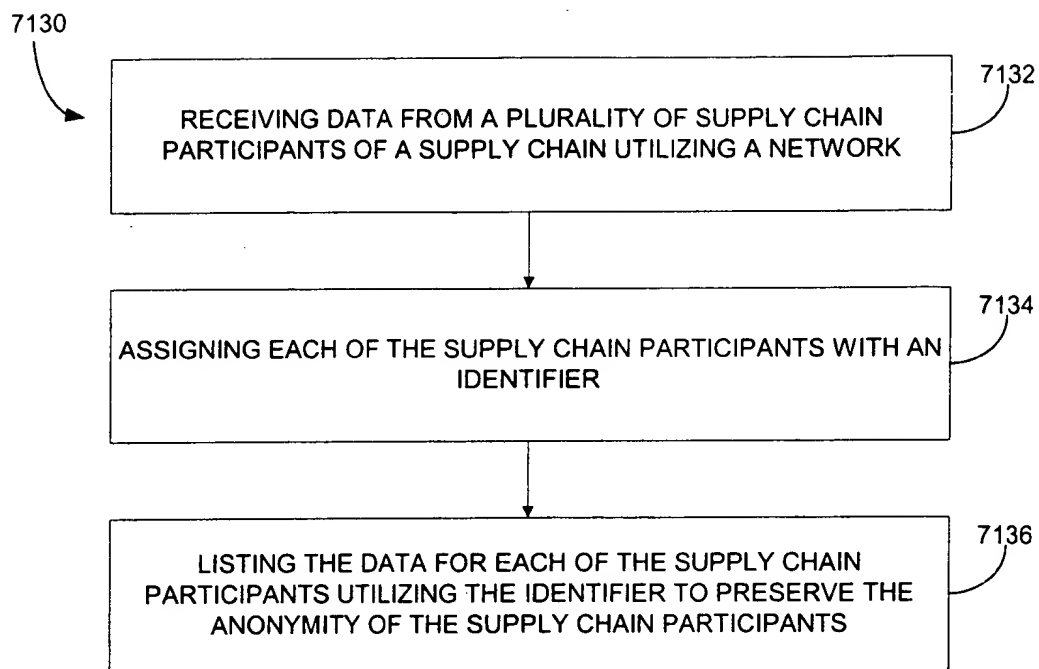 7130
7132
RECEIVING DATA FROM A PLURALITY OF SUPPLY CHAIN
PARTICIPANTS OF A SUPPLY CHAIN UTILIZING A NETWORK
7134
ASSIGNING EACH OF THE SUPPLY CHAIN PARTICIPANTS WITH AN
IDENTIFIER
7136
LISTING THE DATA FOR EACH OF THE SUPPLY CHAIN
PARTICIPANTS UTILIZING THE IDENTIFIER TO PRESERVE THE
ANONYMITY OF THE SUPPLY CHAIN PARTICIPANTS